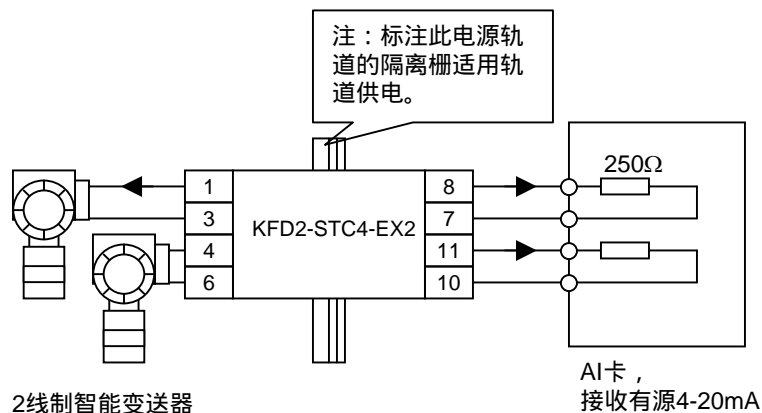 注：标注此电源轨
道的隔离栅适用轨
道供电。
250Ω
1
8
3
7
KFD2-STC4-EX2
4
11
6
10
AI卡，
2线制智能变送器
接收有源4-20mA